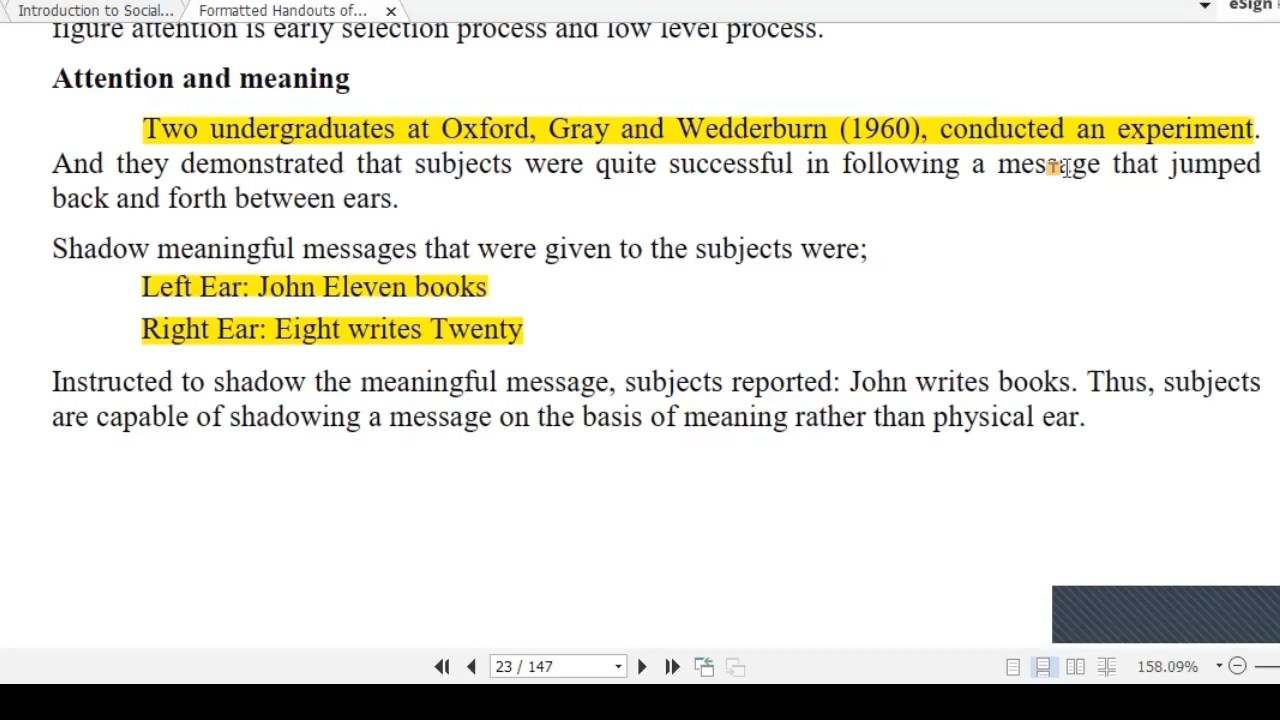 Introduction to Social...
Formatted Handouts of...
eSign
figure attention is early selection process and low level process.
Attention and meaning
Two undergraduates at Oxford, Gray and Wedderburn (1960), conducted an experiment.
And they demonstrated that subjects were quite successful in following a message that jumped
back and forth between ears.
Shadow meaningful messages that were given to the subjects were;
Left Ear: John Eleven books
Right Ear: Eight writes Twenty
Instructed to shadow the meaningful message, subjects reported: John writes books. Thus, subjects
are capable of shadowing a message on the basis of meaning rather than physical ear.
23 / 147
158.09%